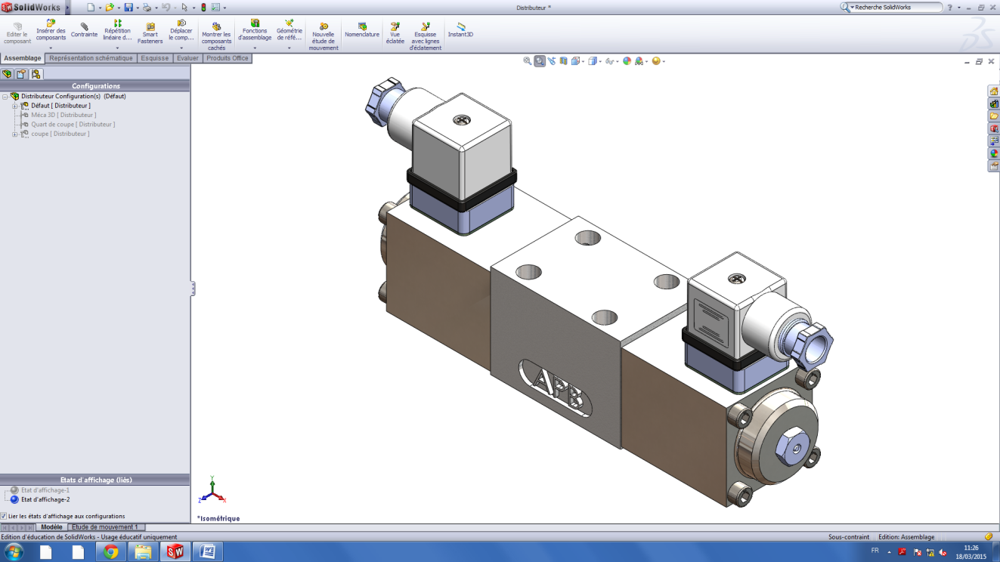 SolidWorks
Distributeur *
Recherche SolidWorks
Editer le composant
Insérer des composants
Contrainte
Répétition linéaire d...
Smart Fasteners
Déplacer le comp...
Montrer les composants cachés
Fonctions d'assemblage
Géométrie de réfé...
Nouvelle étude de mouvement
Nomenclature
Vue éclatée
Esquisse avec lignes d'éclatement
Instant3D
Assemblage
Représentation schématique
Esquisse
Evaluer
Produits Office
Configurations
Distributeur Configuration(s) (Défaut)
Défaut [ Distributeur ]
Méca 3D [ Distributeur ]
Quart de coupe [ Distributeur ]
coupe [ Distributeur ]
APB
Etats d'affichage (liés)
Etat d'affichage-1
Etat d'affichage-2
Lier les états d'affichage aux configurations
Y
Z
X
*Isométrique
Modèle
Etude de mouvement 1
Edition d'éducation de SolidWorks - Usage éducatif uniquement
Sous-contraint
Edition: Assemblage
FR
11:26
18/03/2015